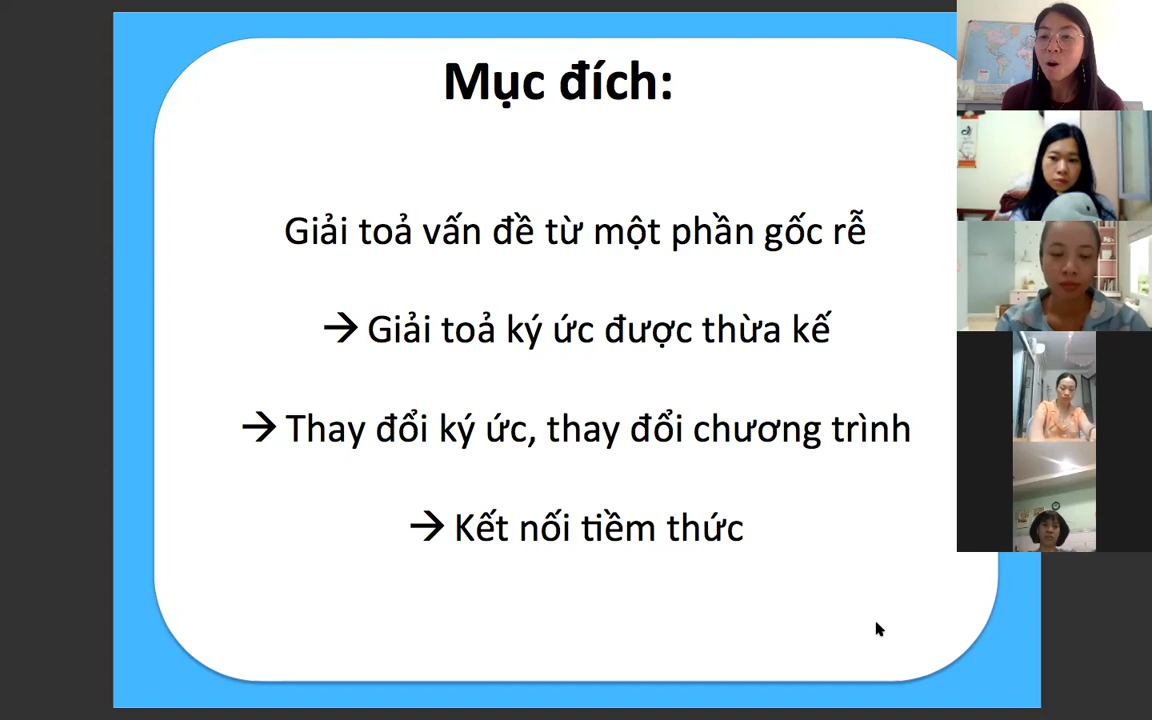 Mục đích:
Giải toả vấn đề từ một phần gốc rễ
→ Giải toả ký ức được thừa kế
→ Thay đổi ký ức, thay đổi chương trình
→ Kết nối tiềm thức